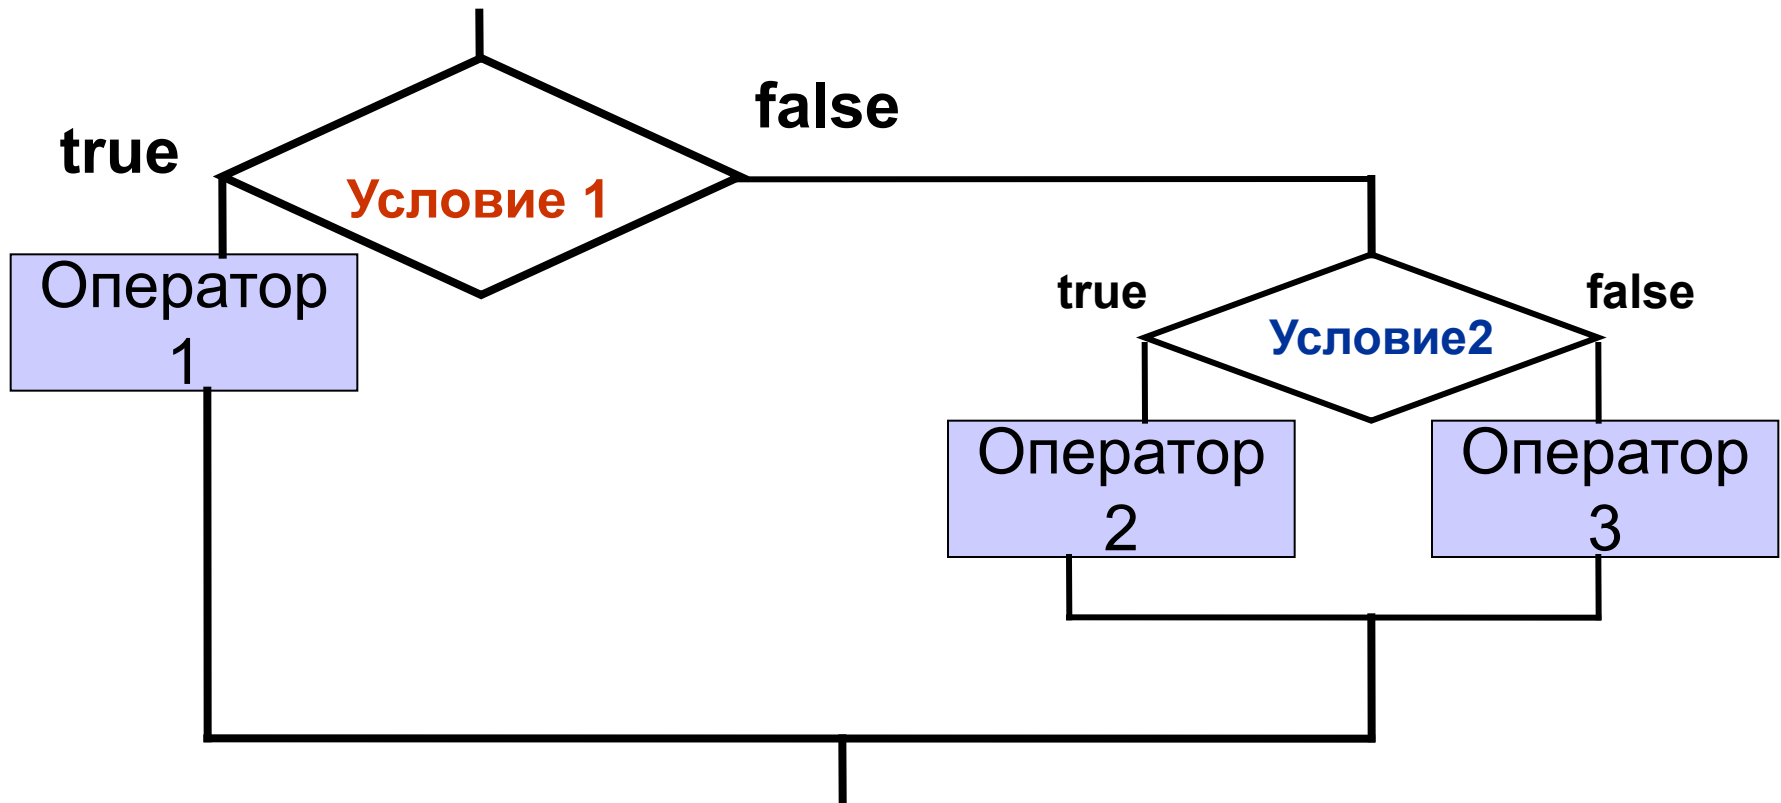 false
true
Условие 1
Оператор
1
true
false
Условие2
Оператор
2
Оператор
3